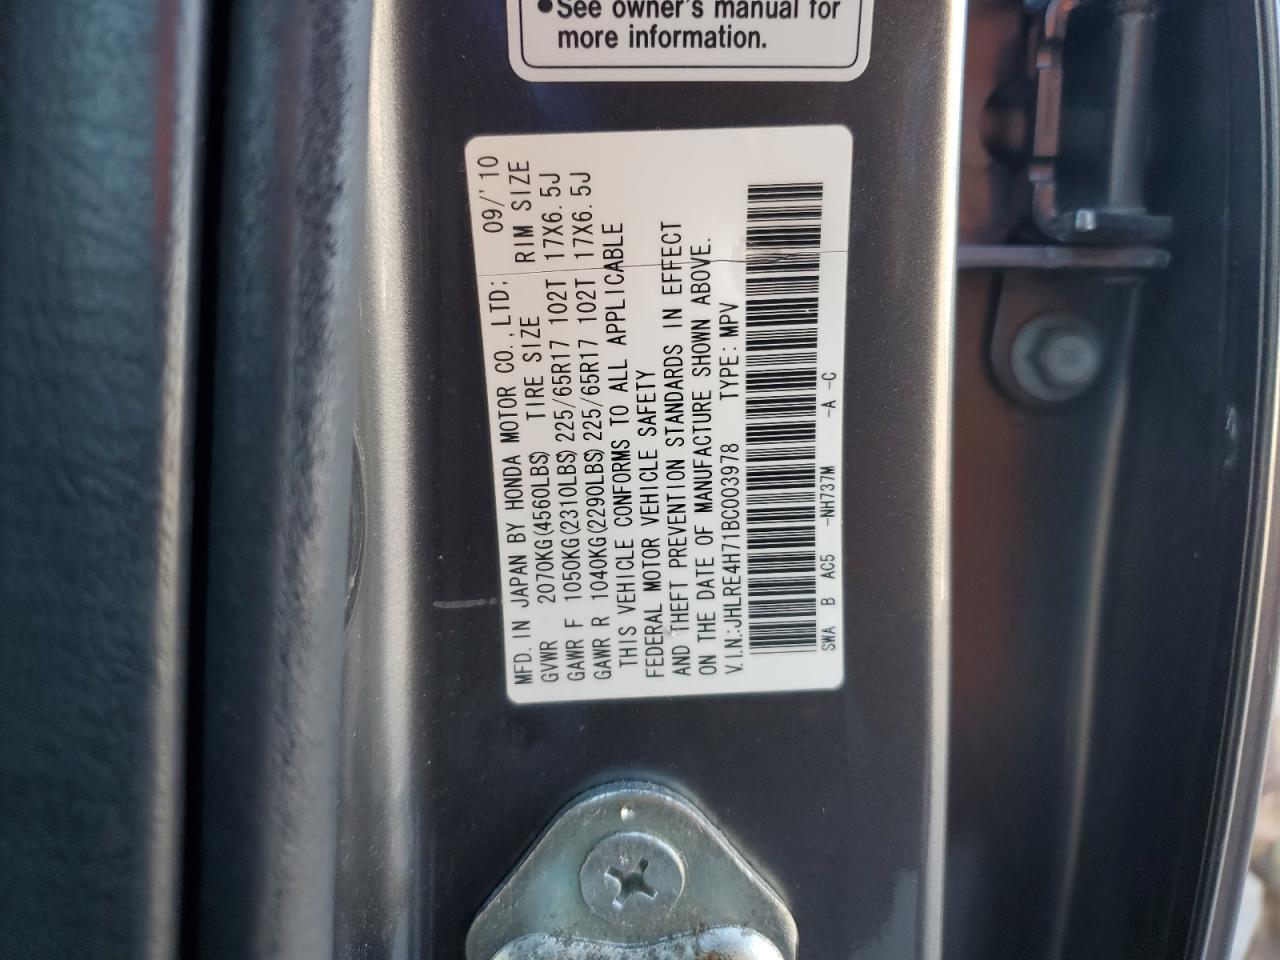 •See owner's manual for
more information.
MFD. IN JAPAN BY HONDA MOTOR CO., LTD; 09/'10
GVWR 2070KG(4560LBS) TIRE SIZE RIM SIZE
GAWR F 1050KG(2310LBS) 225/65R17 102T 17X6.5J
GAWR R 1040KG(2290LBS) 225/65R17 102T 17X6.5J
THIS VEHICLE CONFORMS TO ALL APPLICABLE
FEDERAL MOTOR VEHICLE SAFETY
AND THEFT PREVENTION STANDARDS IN EFFECT
ON THE DATE OF MANUFACTURE SHOWN ABOVE.
V.I.N.:JHLRE4H71BC003978 TYPE: MPV
SWA B AC5 -NH737M -A -C